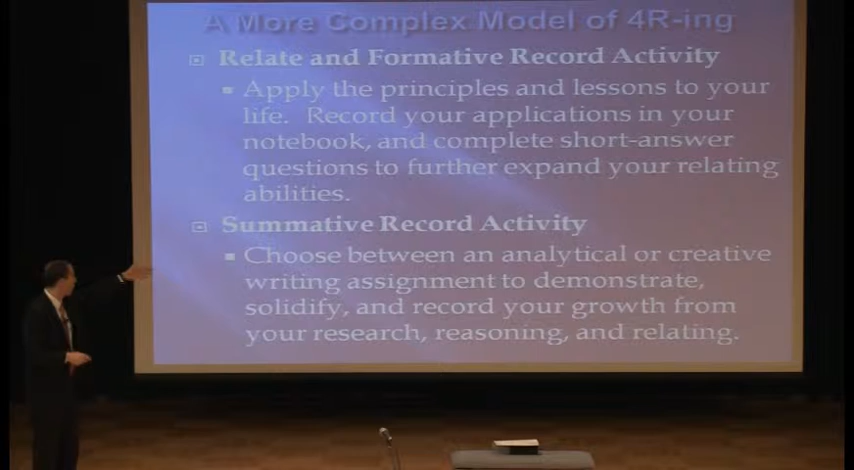 A More Complex Model of 4R-ing
Relate and Formative Record Activity
Apply the principles and lessons to your
life. Record your applications in your
notebook, and complete short-answer
questions to further expand your relating
abilities.
Summative Record Activity
Choose between an analytical or creative
writing assignment to demonstrate,
solidify, and record your growth from
your research, reasoning, and relating.